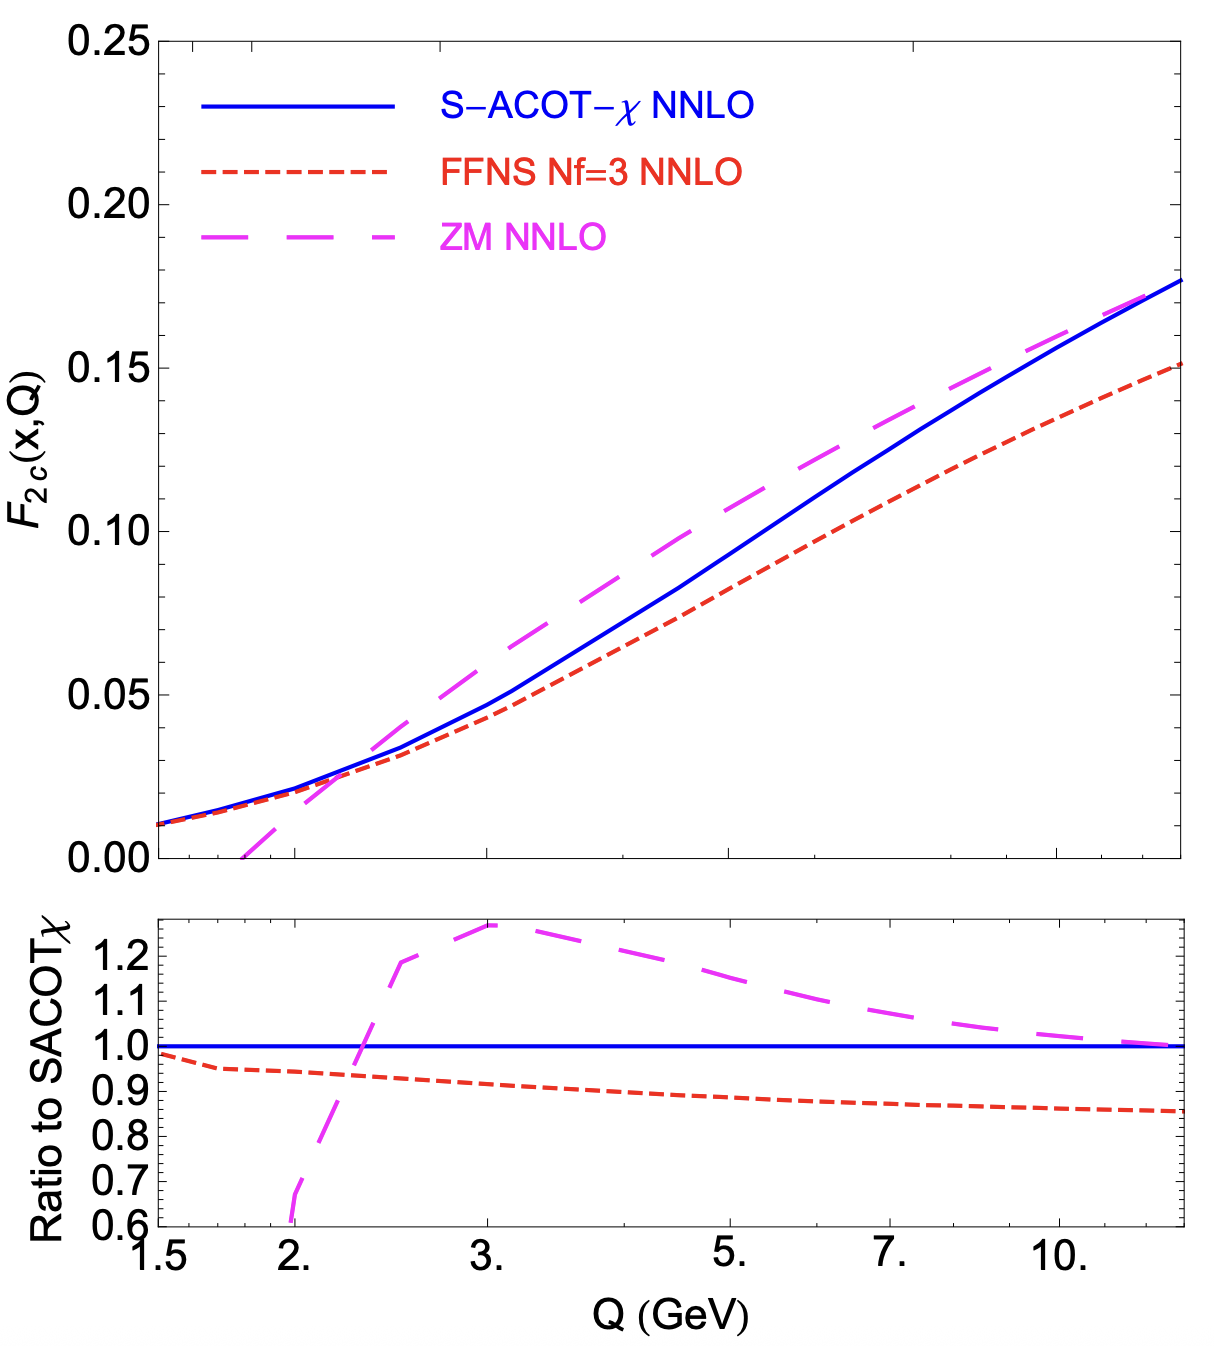 0.25
S−ACOT−χ NNLO
FFNS Nf=3 NNLO
0.20
ZM NNLO
0.15
F2c(x,Q)
0.10
0.05
0.00
Ratio to SACOTχ
1.2
1.1
1.0
0.9
0.8
0.7
0.6
1.5 2. 3. 5. 7. 10.
Q (GeV)